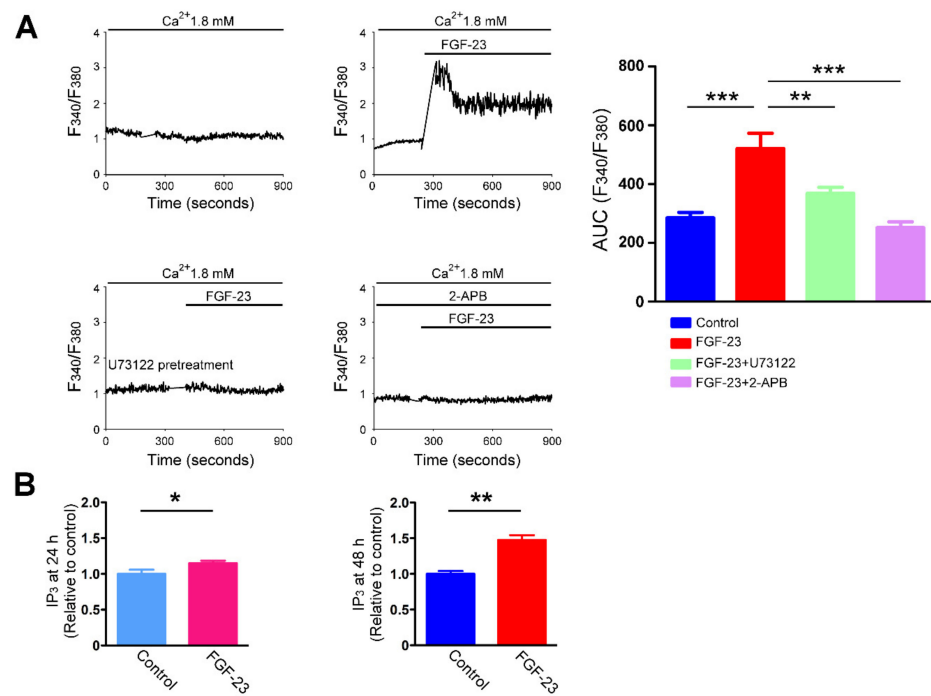 A
Ca2+1.8 mM
4
3
2
1
0
F340/F380
0 300 600 900
Time (seconds)
Ca2+1.8 mM
FGF-23
4
3
2
1
0
F340/F380
0 300 600 900
Time (seconds)
Ca2+1.8 mM
FGF-23
4
3
2
1
0
F340/F380
U73122 pretreatment
0 300 600 900
Time (seconds)
Ca2+1.8 mM
2-APB
FGF-23
4
3
2
1
0
F340/F380
0 300 600 900
Time (seconds)
800
600
400
200
0
AUC (F340/F380)
***
*** **
Control
FGF-23
FGF-23+U73122
FGF-23+2-APB
B
IP3 at 24 h
(Relative to control)
2.0
1.5
1.0
0.5
0
*
Control
FGF-23
IP3 at 48 h
(Relative to control)
2.0
1.5
1.0
0.5
0
**
Control
FGF-23